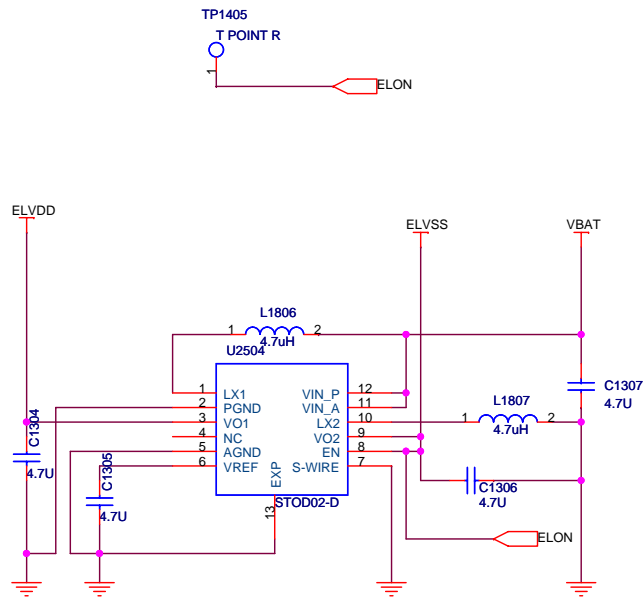 TP1405
T POINT R
1
ELON
ELVDD
ELVSS
VBAT
L1806
1 2
4.7uH
U2504
1 LX1 VIN_P 12
2 PGND VIN_A 11
3 VO1 LX2 10
4 NC VO2 9
5 AGND EN 8
6 VREF S-WIRE 7
EXP
13
STOD02-D
L1807
1 2
4.7uH
C1307
4.7U
C1304
4.7U
C1305
4.7U
C1306
4.7U
ELON